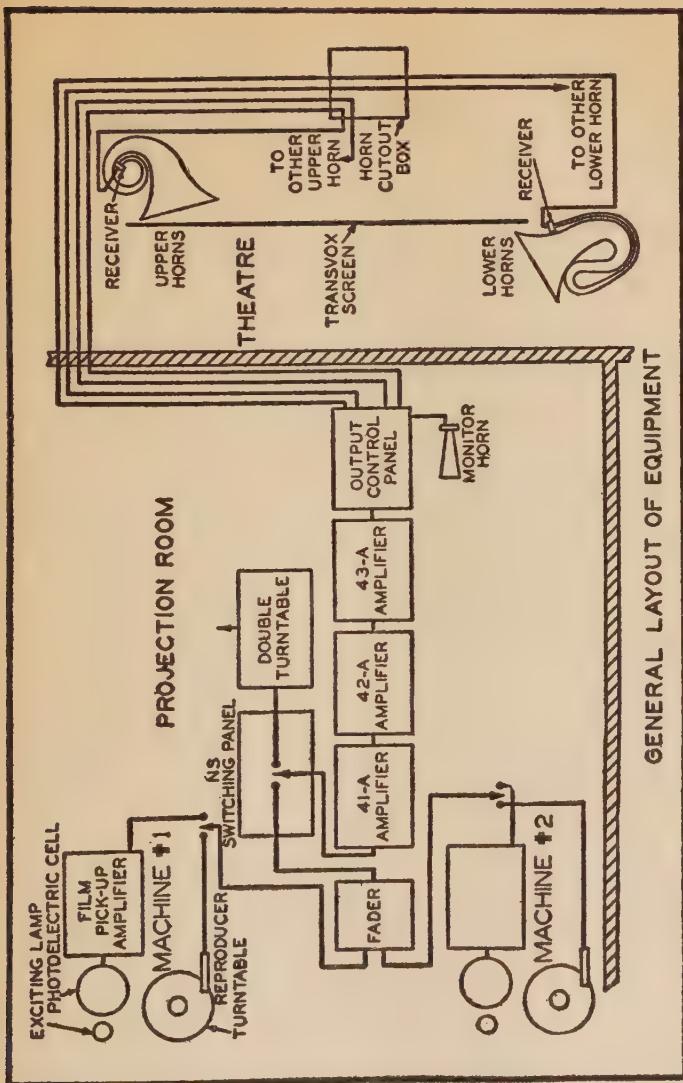 EXCITING LAMP
PHOTOELECTRIC CELL
FILM
PICK-UP
AMPLIFIER
MACHINE #1
REPRODUCER
TURNTABLE
PROJECTION ROOM
NS
SWITCHING PANEL
DOUBLE
TURNTABLE
FADER
41-A
AMPLIFIER
42-A
AMPLIFIER
43-A
AMPLIFIER
OUTPUT
CONTROL
PANEL
MONITOR
HORN
MACHINE #2
RECEIVER
UPPER
HORNS
TO
OTHER
UPPER
HORN
HORN
CUTOUT
BOX
THEATRE
TRANSVOX
SCREEN
LOWER
HORNS
RECEIVER
TO OTHER
LOWER HORN
GENERAL LAYOUT OF EQUIPMENT